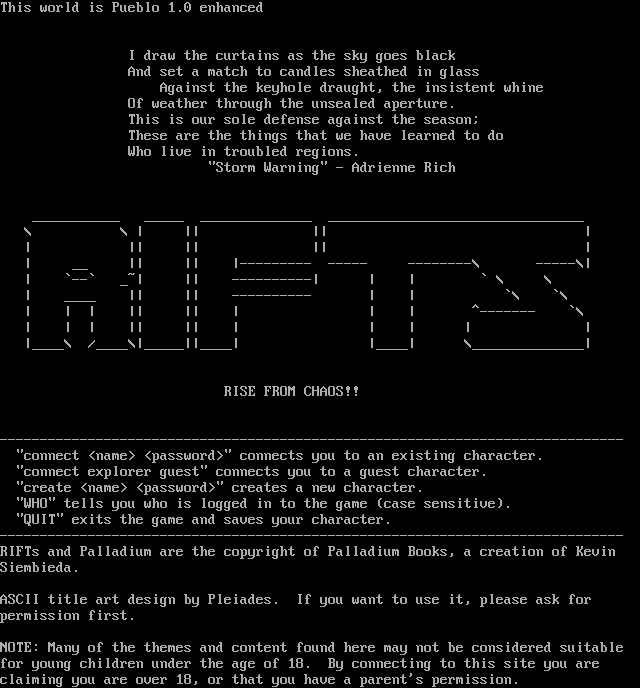 This world is Pueblo 1.0 enhanced
I draw the curtains as the sky goes black
And set a match to candles sheathed in glass
Against the keyhole draught, the insistent whine
Of weather through the unsealed aperture.
This is our sole defense against the season;
These are the things that we have learned to do
Who live in troubled regions.
"Storm Warning" - Adrienne Rich
RIFTS
RISE FROM CHAOS!!
"connect <name> <password>" connects you to an existing character.
"connect explorer guest" connects you to a guest character.
"create <name> <password>" creates a new character.
"WHO" tells you who is logged in to the game (case sensitive).
"QUIT" exits the game and saves your character.
RIFTs and Palladium are the copyright of Palladium Books, a creation of Kevin
Siembieda.
ASCII title art design by Pleiades.  If you want to use it, please ask for
permission first.
NOTE: Many of the themes and content found here may not be considered suitable
for young children under the age of 18.  By connecting to this site you are
claiming you are over 18, or that you have a parent's permission.